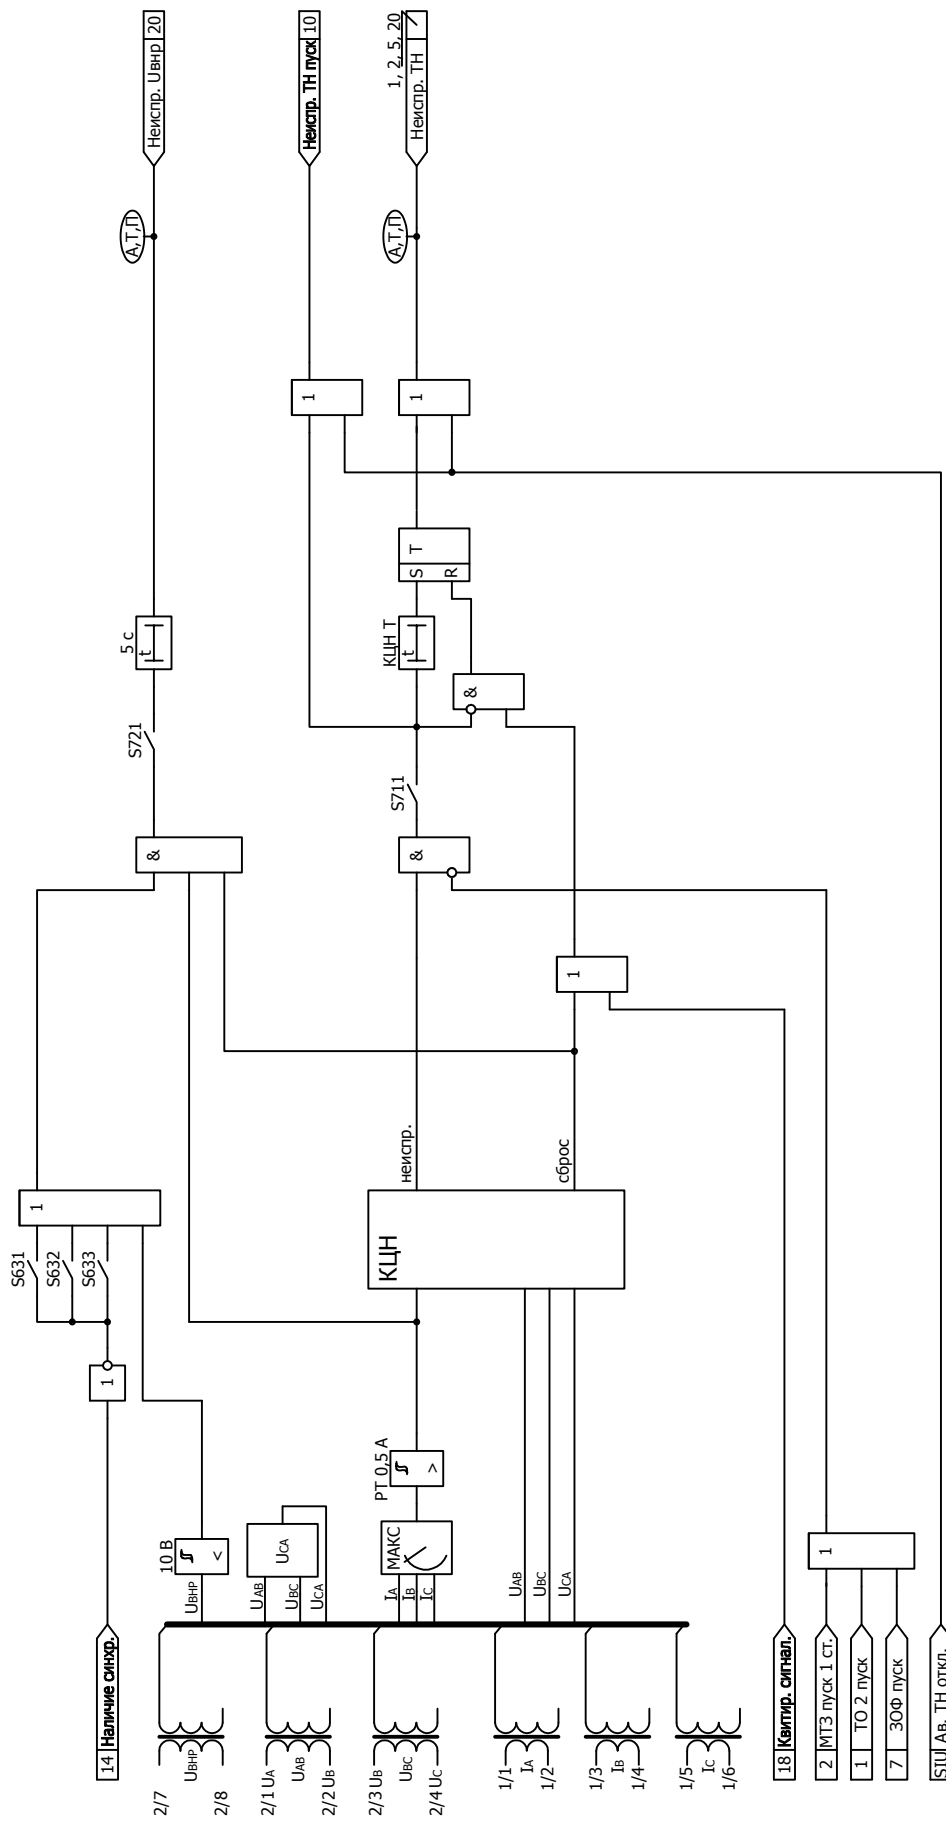 Неиспр. Uвнр 20
Неиспр. ТН пуск 10
1, 2, 5, 20
Неиспр. ТН
А,Т,П
А,Т,П
1
1
T
S
R
5 с
t
КЦН Т
t
&
S721
S711
&
&
1
неиспр.
сброс
1
КЦН
S631
S632
S633
1
РТ 0,5 А
>
10 В
<
МАКС
UCA
UВНР
UAB
UBC
UCA
IA
IB
IC
UAB
UBC
UCA
1
14 Наличие синхр.
2/7
UВНР
2/8
2/1 UA
UAB
2/2 UB
2/3 UB
UBC
2/4 UC
1/1
IA
1/2
1/3
IB
1/4
1/5
IC
1/6
18 Квитир. сигнал.
2 МТЗ пуск 1 ст.
1 ТО 2 пуск
7 ЗОФ пуск
SIU Ав. ТН откл.